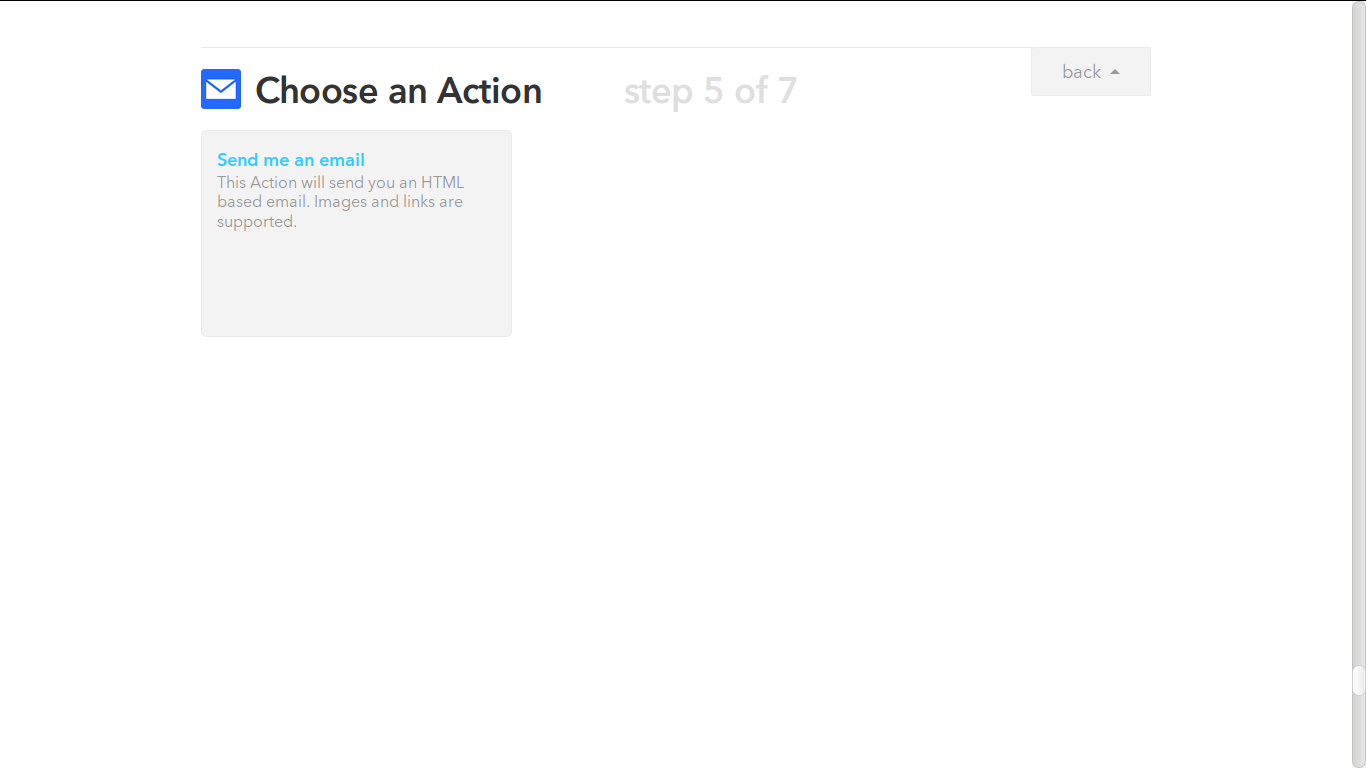 back
Choose an Action
step 5 of 7
Send me an email
This Action will send you an HTML
based email. Images and links are
supported.